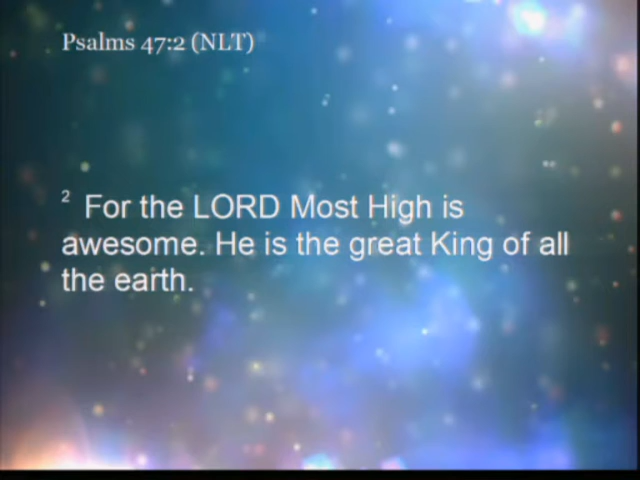 Psalms 47:2 (NLT)
2 For the LORD Most High is
awesome. He is the great King of all
the earth.